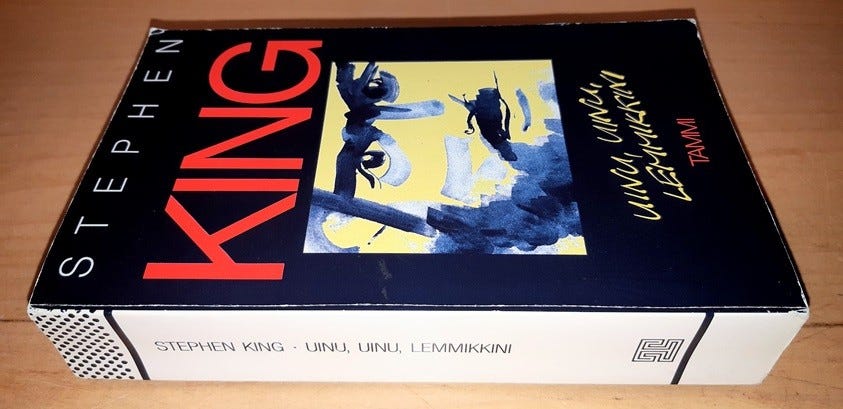 STEPHEN
KING
UINU, UINU,
LEMMIKKINI
TAMMI
STEPHEN KING · UINU, UINU, LEMMIKKINI